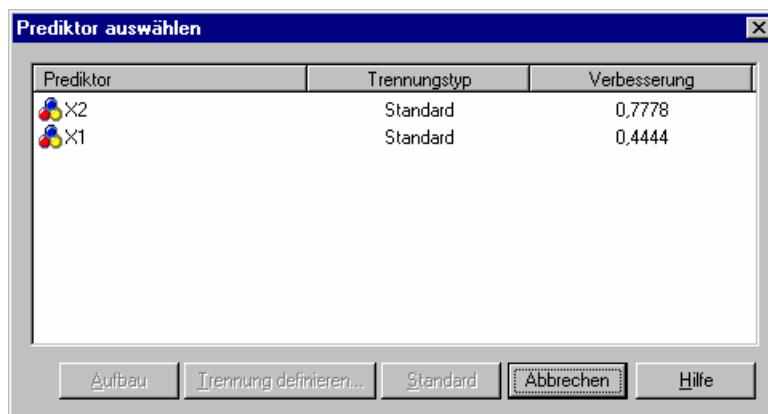 Prediktor auswählen
Prediktor Trennungstyp Verbesserung
X2 Standard 0,7778
X1 Standard 0,4444
Aufbau Trennung definieren... Standard Abbrechen Hilfe